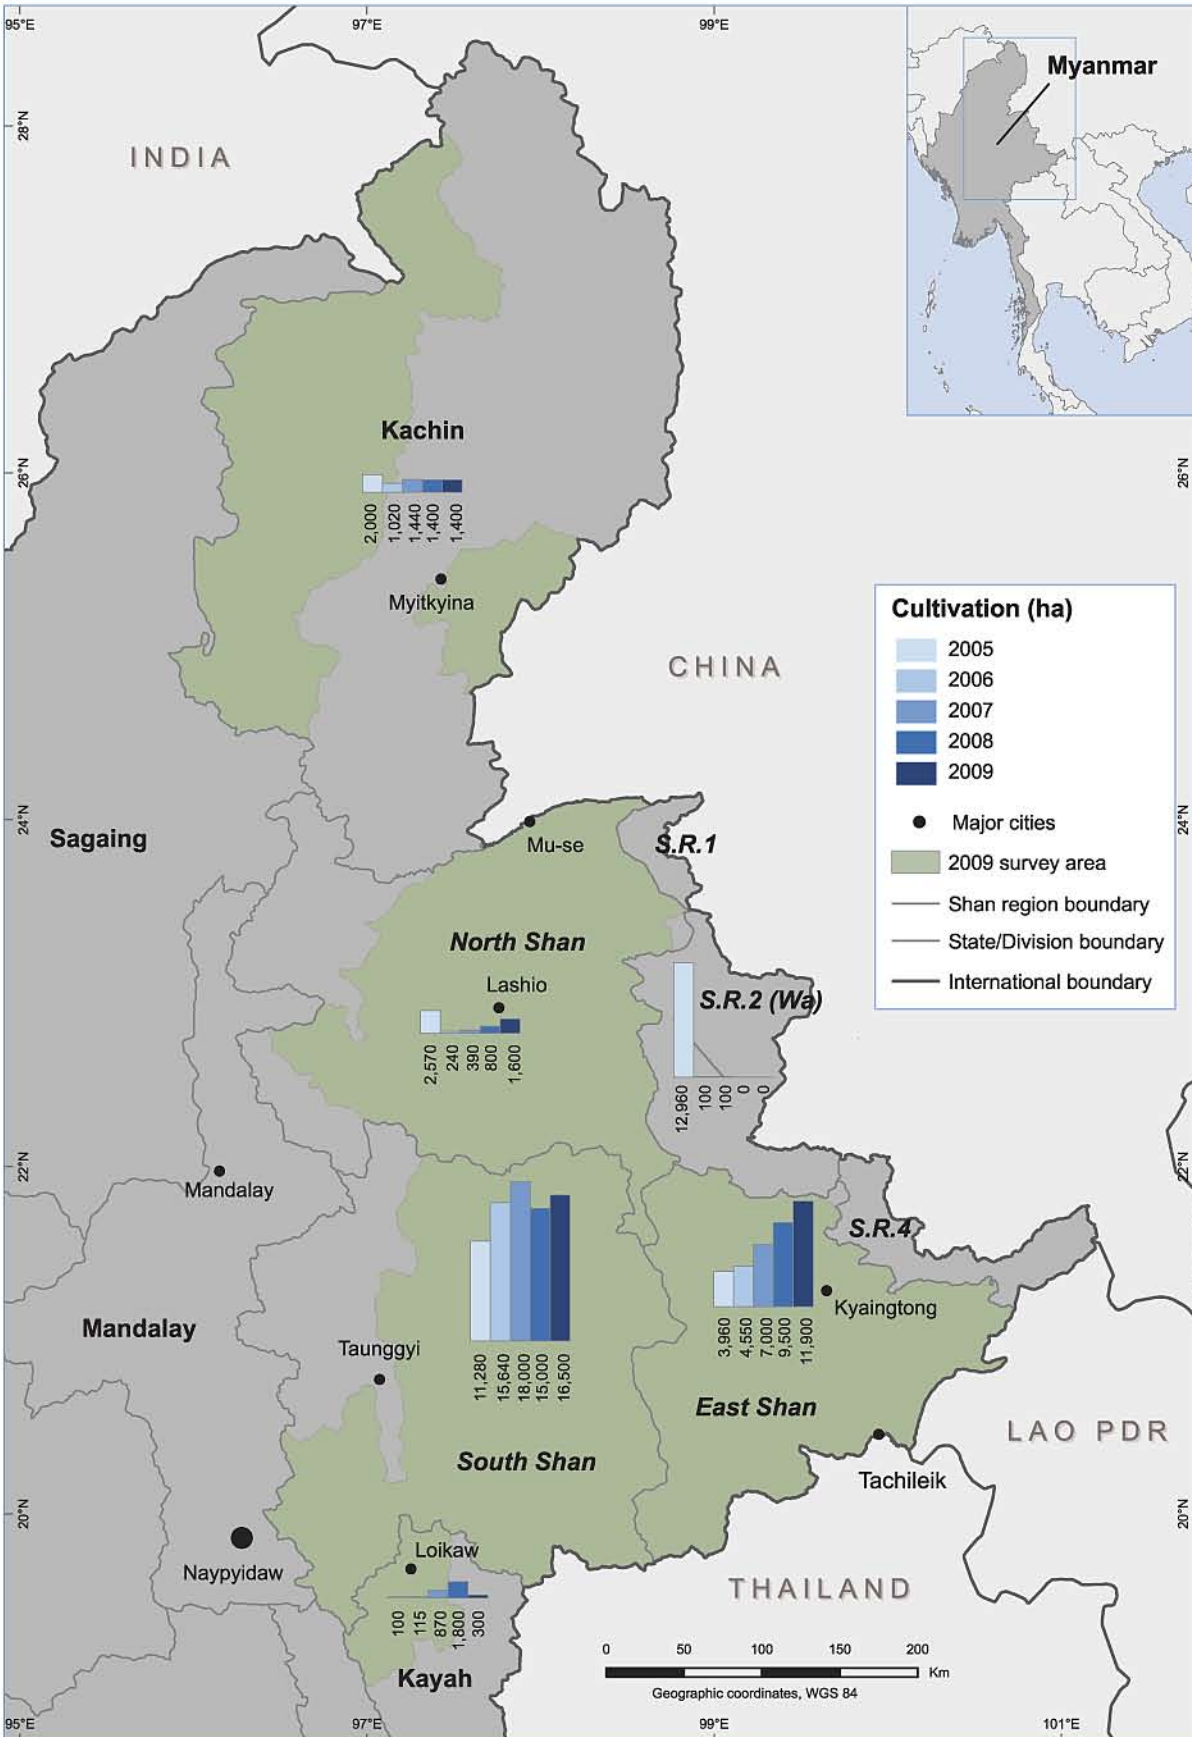 95°E
97°E
99°E
28°N
INDIA
Myanmar
26°N
26°N
Kachin
2,000
1,020
1,440
1,400
1,400
Myitkyina
CHINA
Cultivation (ha)
2005
2006
2007
2008
2009
Major cities
2009 survey area
Shan region boundary
State/Division boundary
International boundary
24°N
24°N
Sagaing
Mu-se
S.R.1
North Shan
Lashio
2,570
240
390
800
1,600
S.R.2 (Wa)
12,960
100
100
0
0
22°N
22°N
Mandalay
S.R.4
Kyaingtong
3,960
4,550
7,000
9,500
11,900
Mandalay
Taunggyi
11,280
15,640
18,000
15,000
16,500
East Shan
South Shan
LAO PDR
Tachileik
20°N
20°N
Naypyidaw
Loikaw
100
115
870
1,800
300
Kayah
THAILAND
0 50 100 150 200
Km
Geographic coordinates, WGS 84
95°E
97°E
99°E
101°E